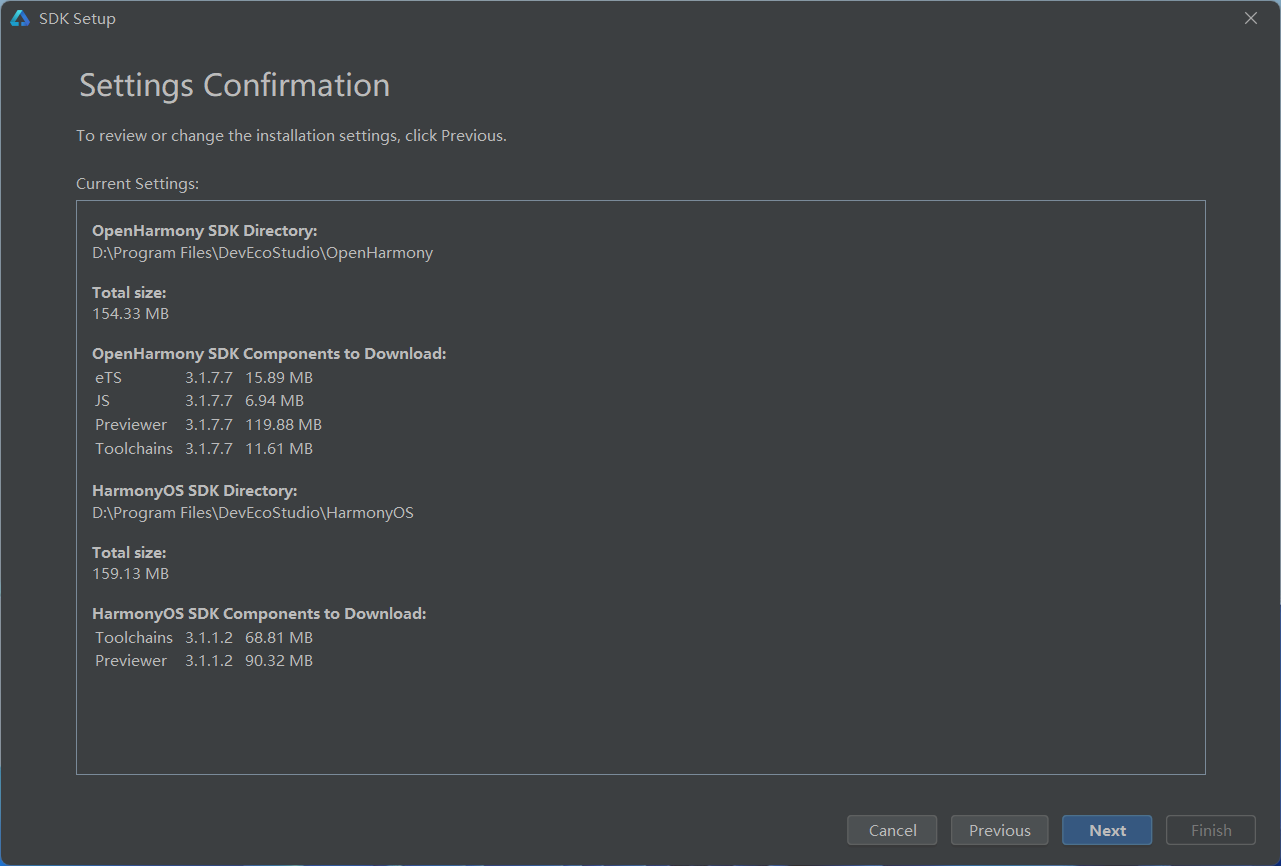 SDK Setup
Settings Confirmation
To review or change the installation settings, click Previous.
Current Settings:
OpenHarmony SDK Directory:
D:\Program Files\DevEcoStudio\OpenHarmony
Total size:
154.33 MB
OpenHarmony SDK Components to Download:
eTS 3.1.7.7 15.89 MB
JS 3.1.7.7 6.94 MB
Previewer 3.1.7.7 119.88 MB
Toolchains 3.1.7.7 11.61 MB
HarmonyOS SDK Directory:
D:\Program Files\DevEcoStudio\HarmonyOS
Total size:
159.13 MB
HarmonyOS SDK Components to Download:
Toolchains 3.1.1.2 68.81 MB
Previewer 3.1.1.2 90.32 MB
Cancel Previous Next Finish